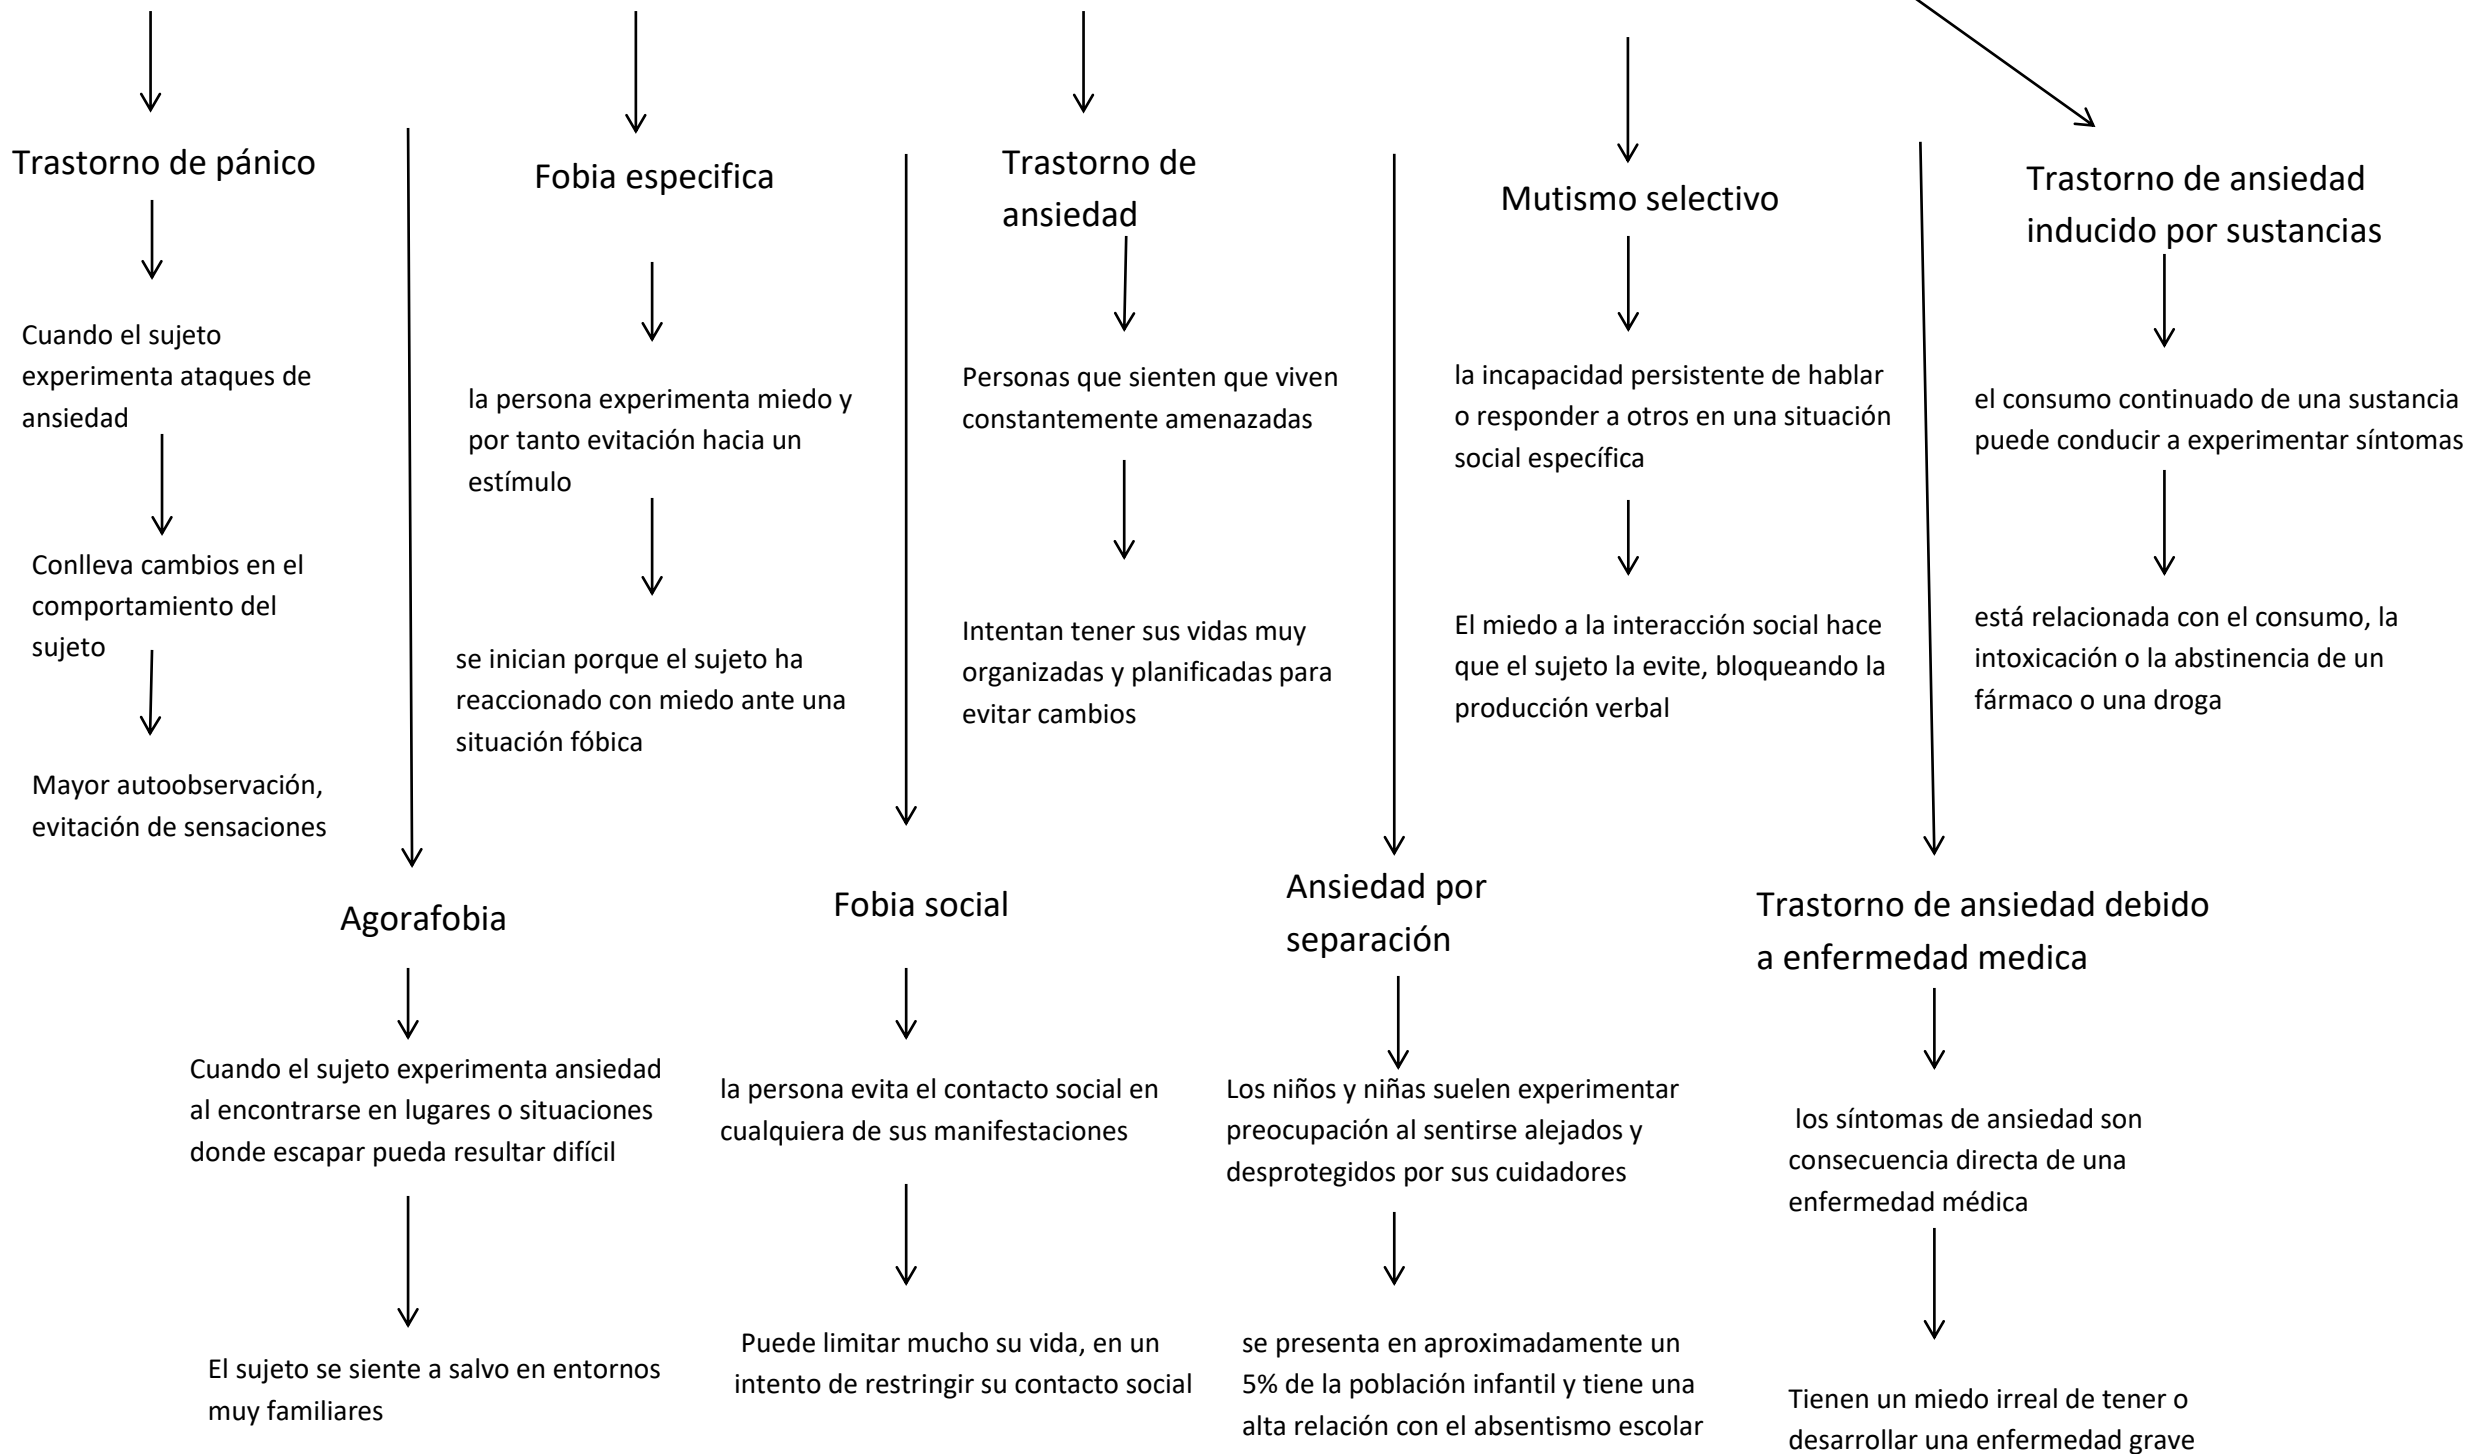 Trastorno de pánico
Cuando el sujeto
experimenta ataques de
ansiedad
Conlleva cambios en el
comportamiento del
sujeto
Mayor autoobservación,
evitación de sensaciones
Agorafobia
Cuando el sujeto experimenta ansiedad
al encontrarse en lugares o situaciones
donde escapar pueda resultar difícil
El sujeto se siente a salvo en entornos
muy familiares
Fobia especifica
la persona experimenta miedo y
por tanto evitación hacia un
estímulo
se inician porque el sujeto ha
reaccionado con miedo ante una
situación fóbica
Fobia social
la persona evita el contacto social en
cualquiera de sus manifestaciones
Puede limitar mucho su vida, en un
intento de restringir su contacto social
Trastorno de
ansiedad
Personas que sienten que viven
constantemente amenazadas
Intentan tener sus vidas muy
organizadas y planificadas para
evitar cambios
Ansiedad por
separación
Los niños y niñas suelen experimentar
preocupación al sentirse alejados y
desprotegidos por sus cuidadores
se presenta en aproximadamente un
5% de la población infantil y tiene una
alta relación con el absentismo escolar
Mutismo selectivo
la incapacidad persistente de hablar
o responder a otros en una situación
social específica
El miedo a la interacción social hace
que el sujeto la evite, bloqueando la
producción verbal
Trastorno de ansiedad debido
a enfermedad medica
los síntomas de ansiedad son
consecuencia directa de una
enfermedad médica
Tienen un miedo irreal de tener o
desarrollar una enfermedad grave
Trastorno de ansiedad
inducido por sustancias
el consumo continuado de una sustancia
puede conducir a experimentar síntomas
está relacionada con el consumo, la
intoxicación o la abstinencia de un
fármaco o una droga